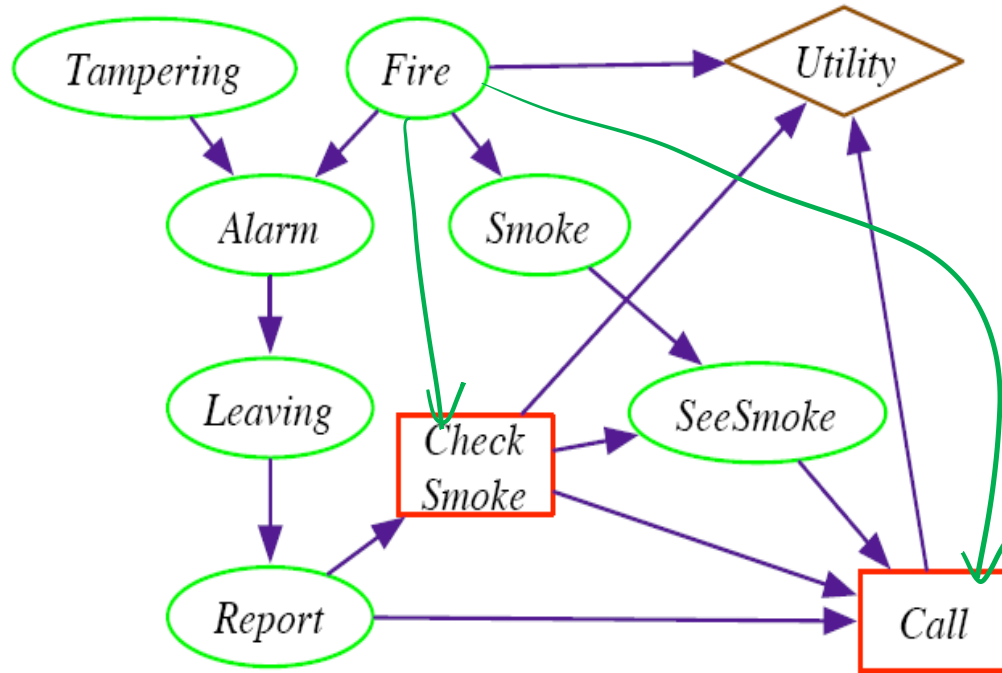 Tampering
Fire
Utility
Alarm
Smoke
Leaving
Check
Smoke
SeeSmoke
Report
Call